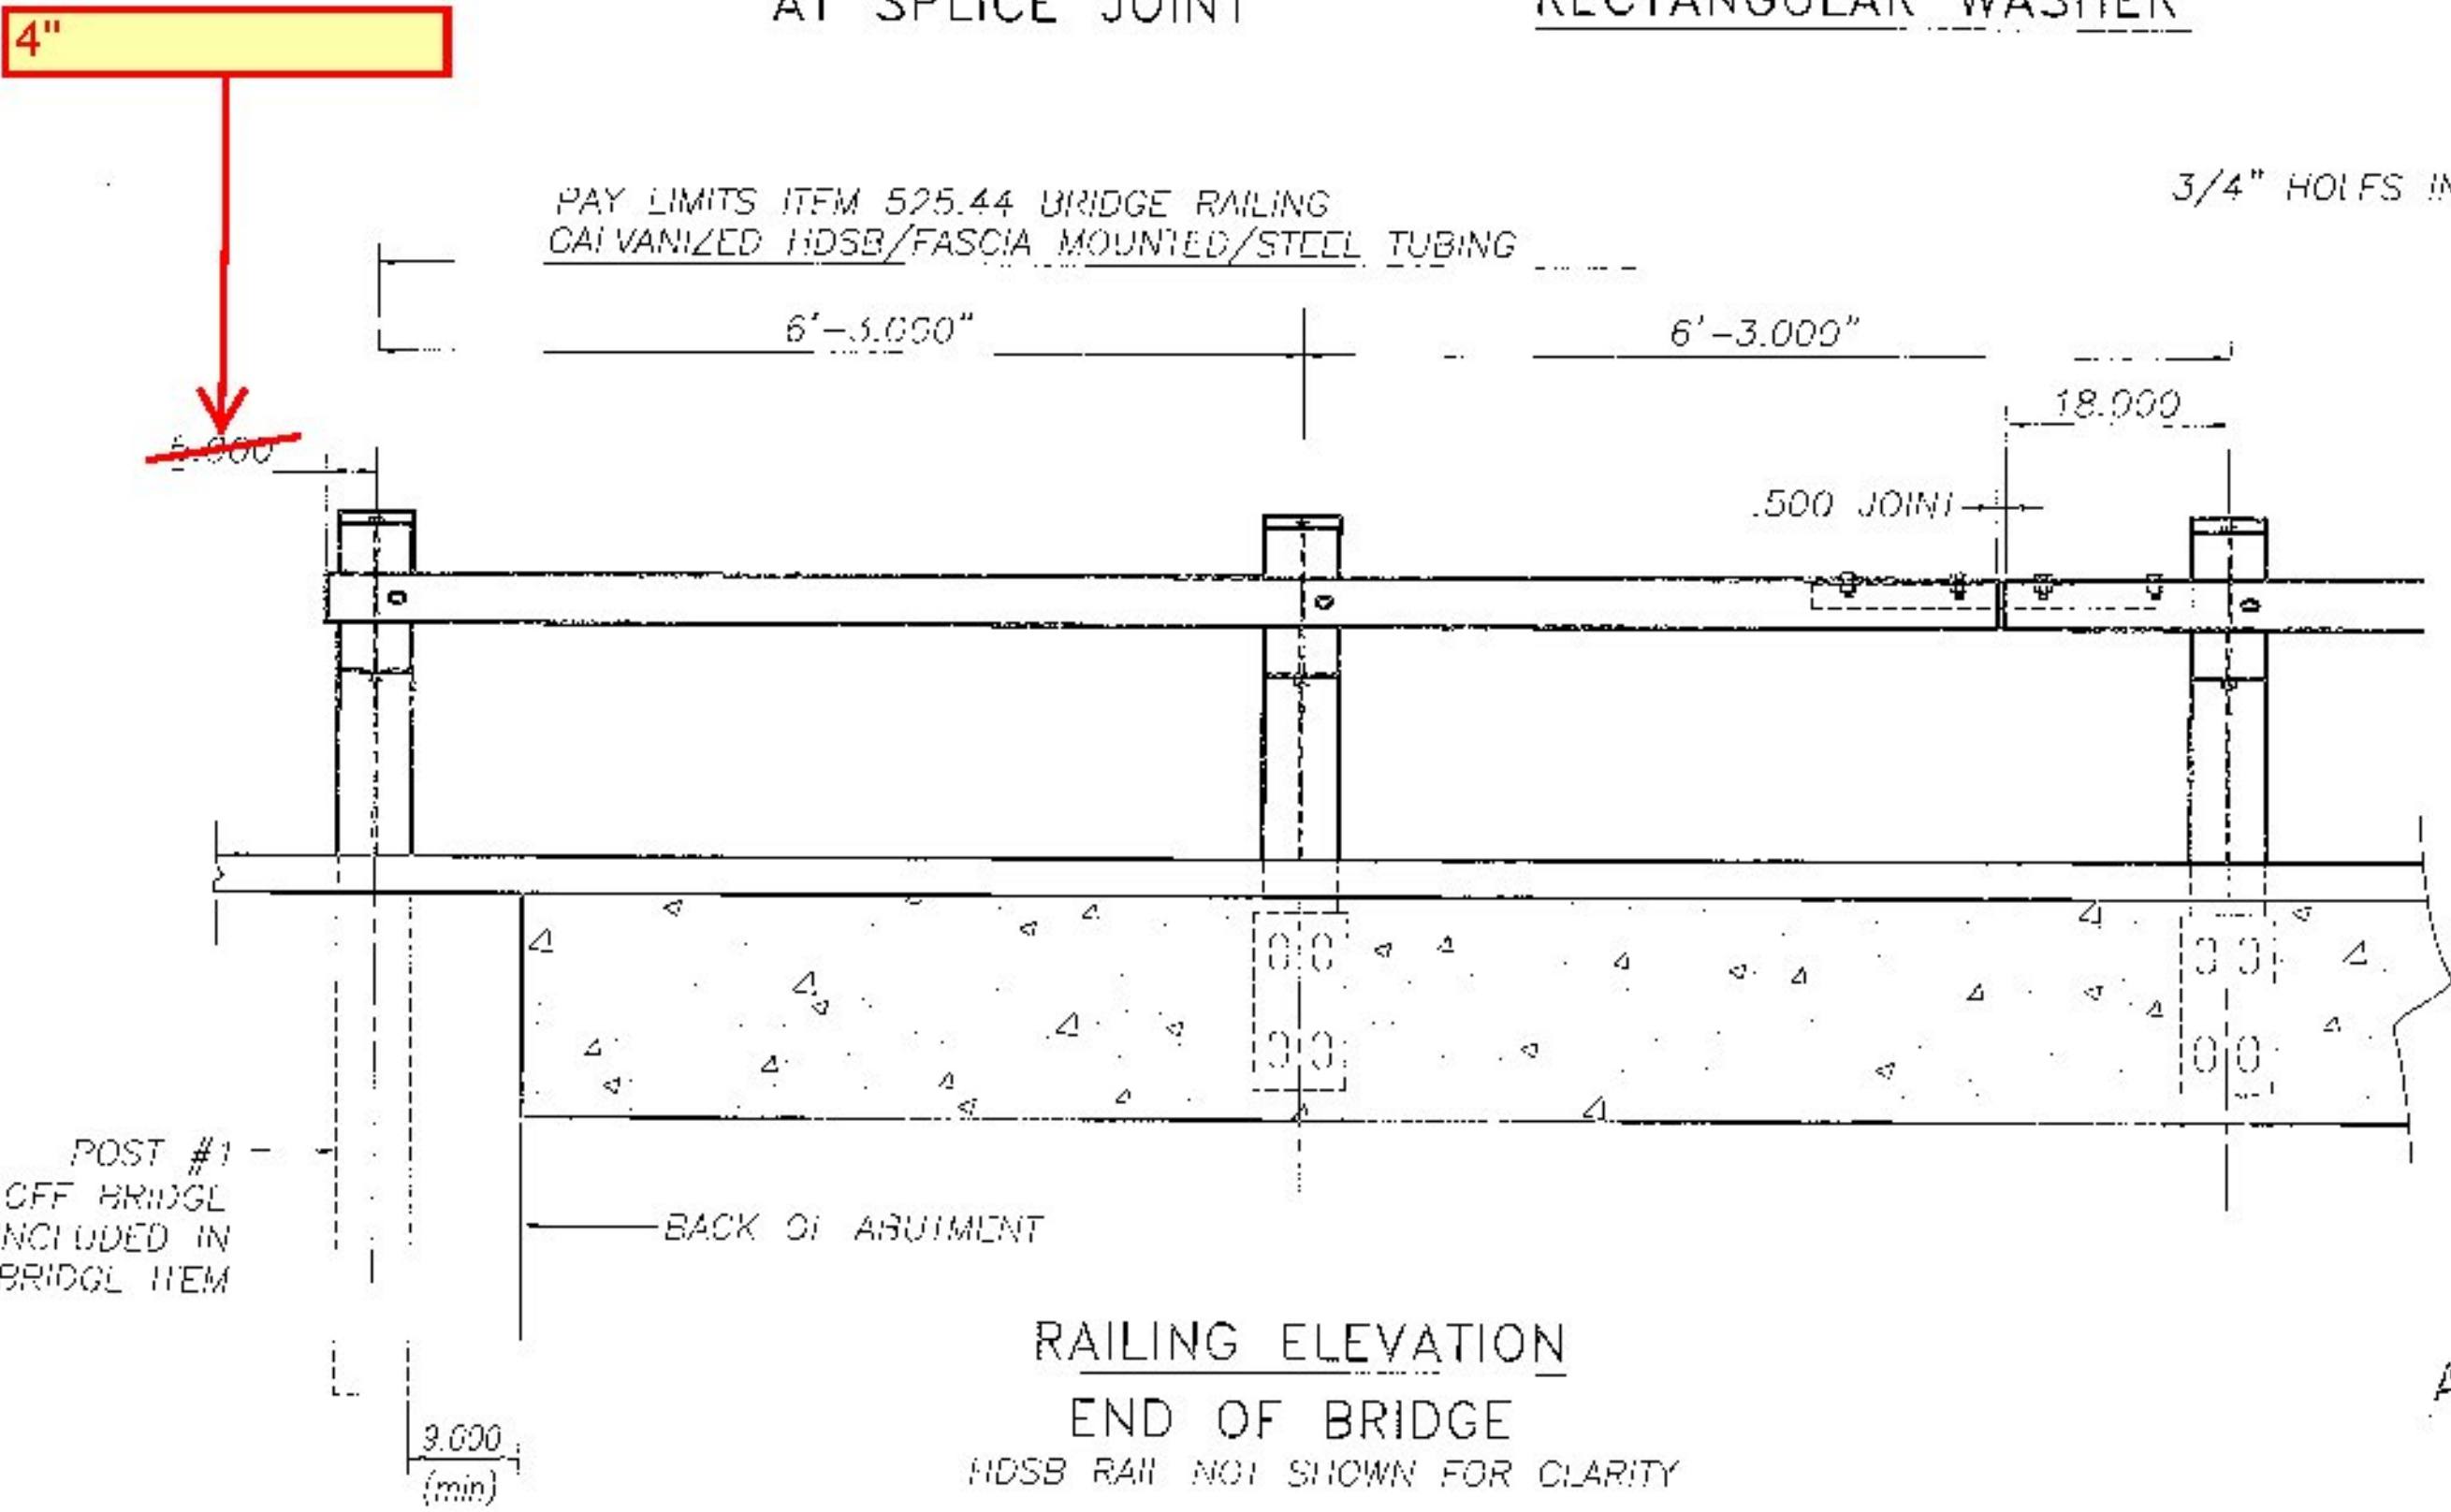 AT SPLICE JOINT
RECTANGULAR WASHER
4"
PAY LIMITS ITEM 525.44 BRIDGE RAILING
GALVANIZED HDSB/FASCIA MOUNTED/STEEL TUBING
3/4" HOLES IN
6'-3.000"
6'-3.000"
18.000
.500 JOINT
POST #1
OFF BRIDGE
INCLUDED IN
BRIDGE ITEM
BACK OF ABUTMENT
RAILING ELEVATION
END OF BRIDGE
HDSB RAIL NOT SHOWN FOR CLARITY
9.000
(min)